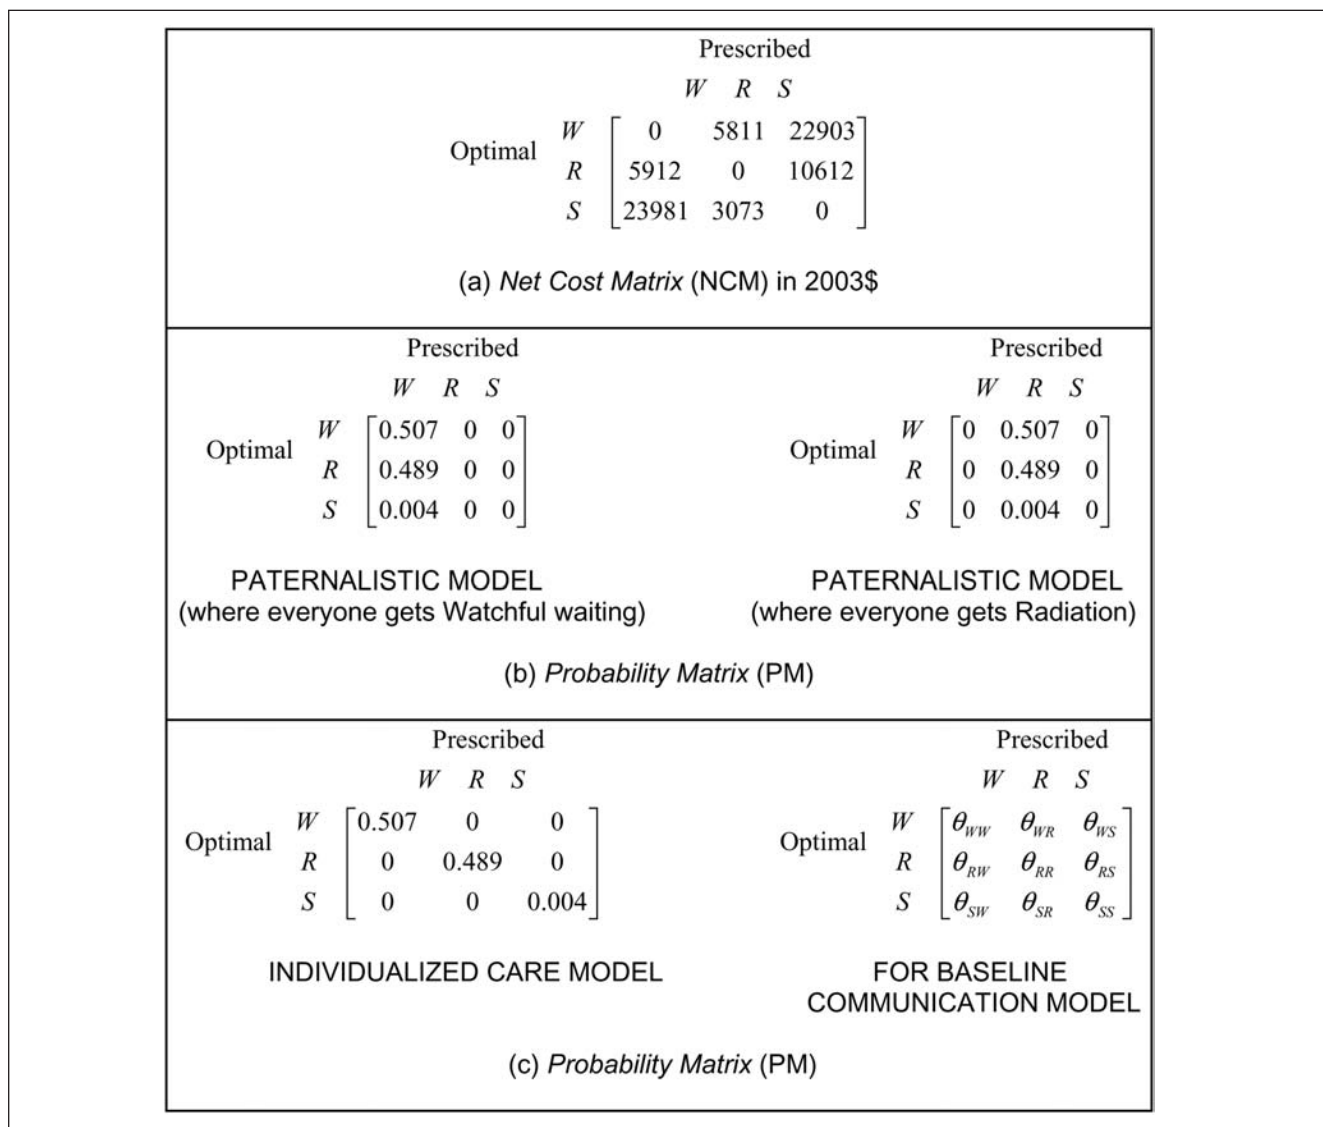 Prescribed
W R S
Optimal
W 0 5811 22903
R 5912 0 10612
S 23981 3073 0
(a) Net Cost Matrix (NCM) in 2003$
Prescribed
W R S
Optimal
W 0.507 0 0
R 0.489 0 0
S 0.004 0 0
PATERNALISTIC MODEL
(where everyone gets Watchful waiting)
Prescribed
W R S
Optimal
W 0 0.507 0
R 0 0.489 0
S 0 0.004 0
PATERNALISTIC MODEL
(where everyone gets Radiation)
(b) Probability Matrix (PM)
Prescribed
W R S
Optimal
W 0.507 0 0
R 0 0.489 0
S 0 0 0.004
INDIVIDUALIZED CARE MODEL
Prescribed
W R S
Optimal
W θWW θWR θWS
R θRW θRR θRS
S θSW θSR θSS
FOR BASELINE
COMMUNICATION MODEL
(c) Probability Matrix (PM)